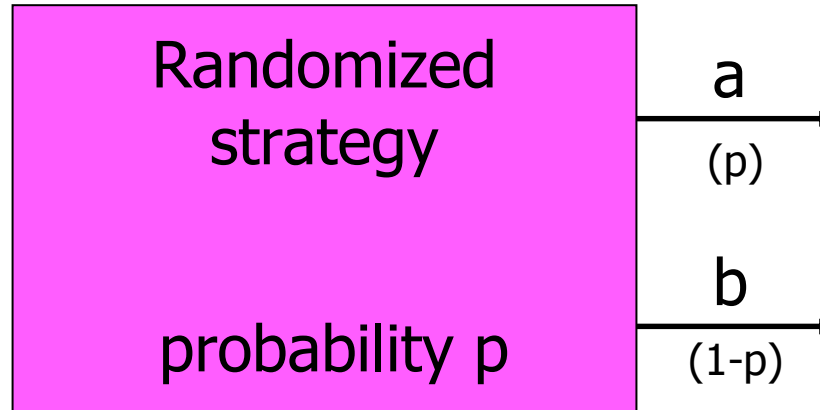 Randomized
strategy
probability p
a
(p)
b
(1-p)